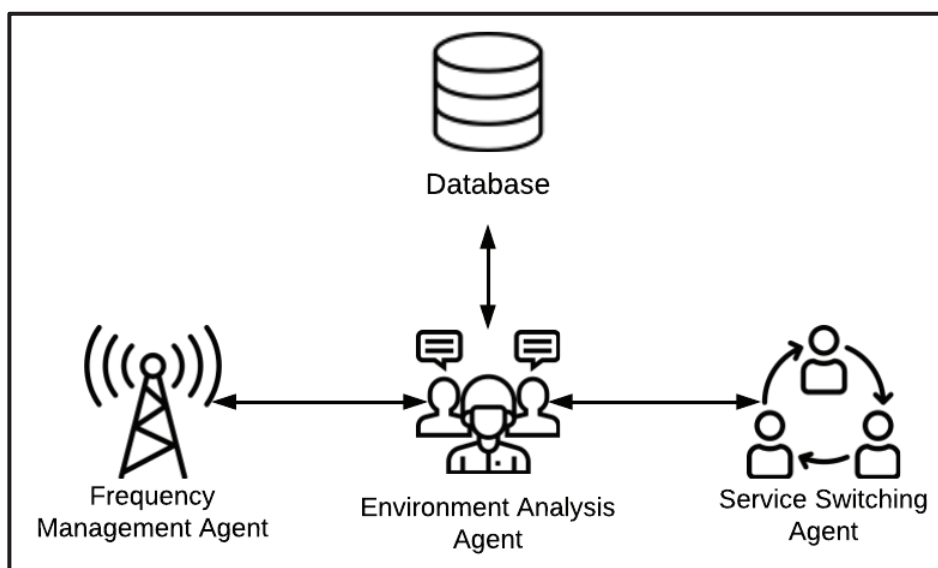 Database
Frequency
Management Agent
Environment Analysis
Agent
Service Switching
Agent